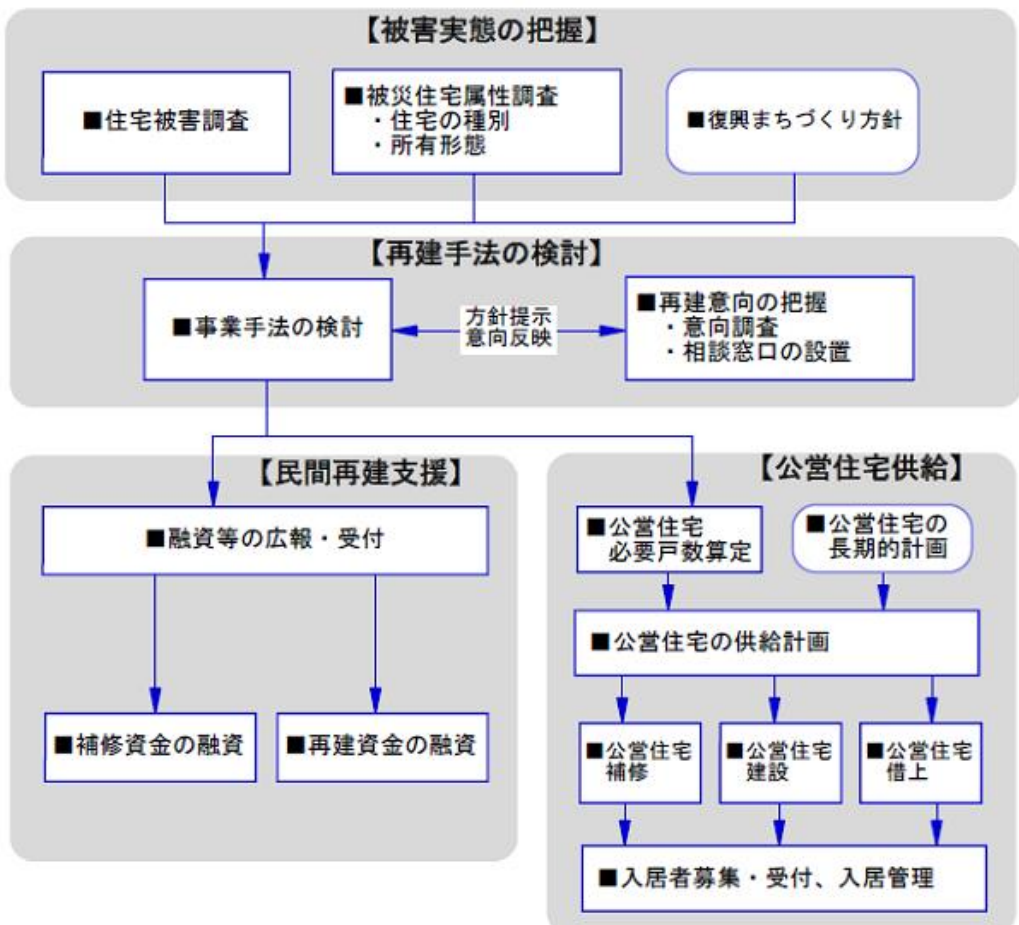 【被害実態の把握】
■住宅被害調査
■被災住宅属性調査
・住宅の種別
・所有形態
■復興まちづくり方針
【再建手法の検討】
■事業手法の検討
方針提示
意向反映
■再建意向の把握
・意向調査
・相談窓口の設置
【民間再建支援】
■融資等の広報・受付
■補修資金の融資
■再建資金の融資
【公営住宅供給】
■公営住宅
必要戸数算定
■公営住宅の
長期的計画
■公営住宅の供給計画
■公営住宅
補修
■公営住宅
建設
■公営住宅
借上
■入居者募集・受付、入居管理